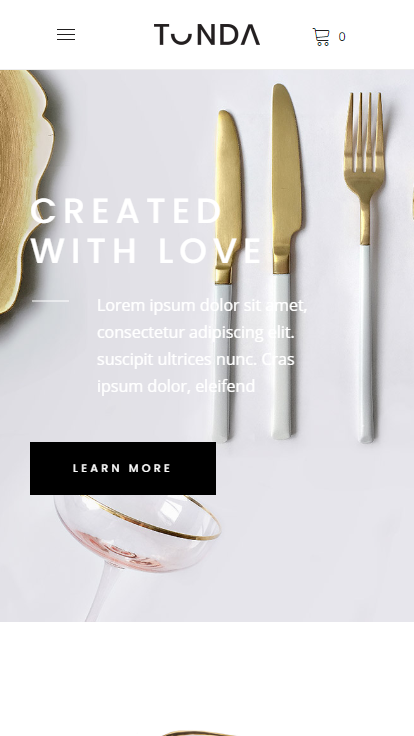 TUNDA
0
CREATED
WITH LOVE
Lorem ipsum dolor sit amet,
consectetur adipiscing elit.
suscipit ultrices nunc. Cras
ipsum dolor, eleifend
LEARN MORE